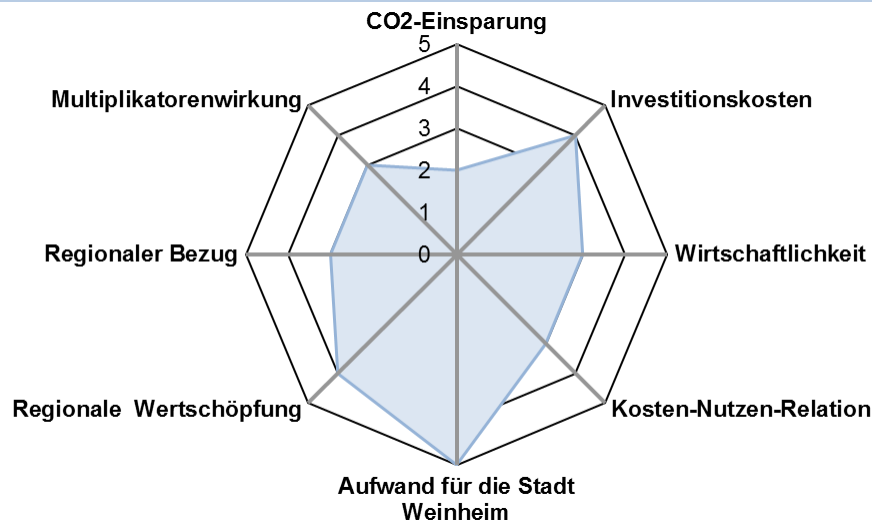 CO2-Einsparung
5
4
3
2
1
0
Multiplikatorenwirkung
Investitionskosten
Regionaler Bezug
Wirtschaftlichkeit
Regionale Wertschöpfung
Kosten-Nutzen-Relation
Aufwand für die Stadt
Weinheim